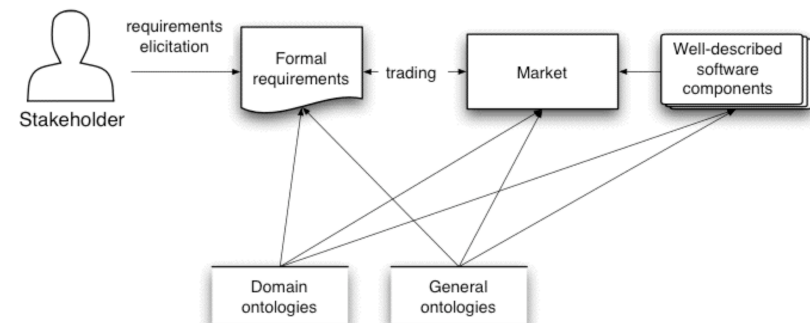 requirements
elicitation
Stakeholder
Formal
requirements
trading
Market
Well-described
software
components
Domain
ontologies
General
ontologies